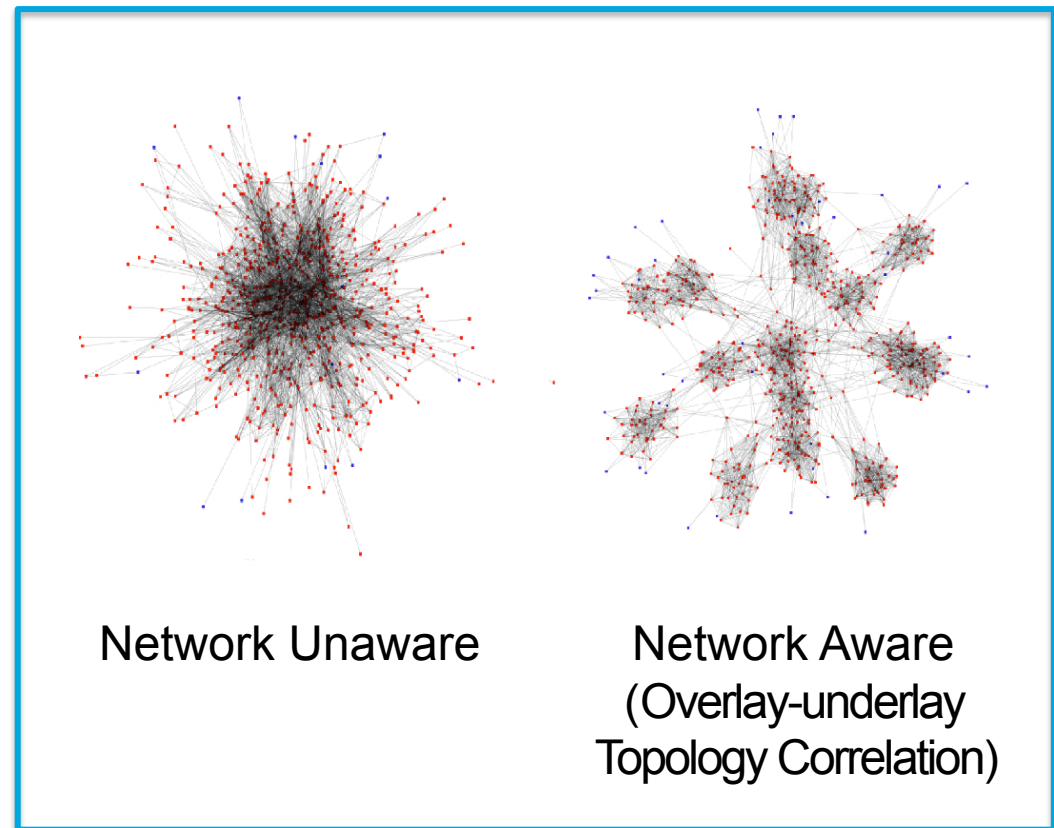 Network Unaware
Network Aware
(Overlay-underlay
Topology Correlation)